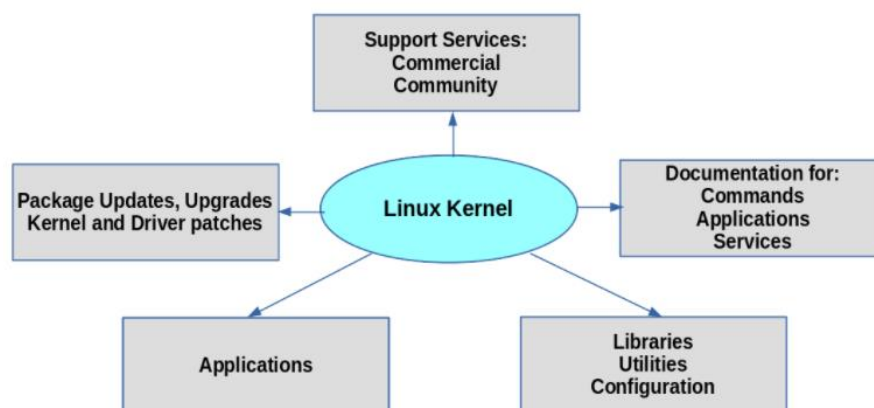 Support Services:
Commercial
Community
Package Updates, Upgrades
Kernel and Driver patches
Linux Kernel
Documentation for:
Commands
Applications
Services
Applications
Libraries
Utilities
Configuration